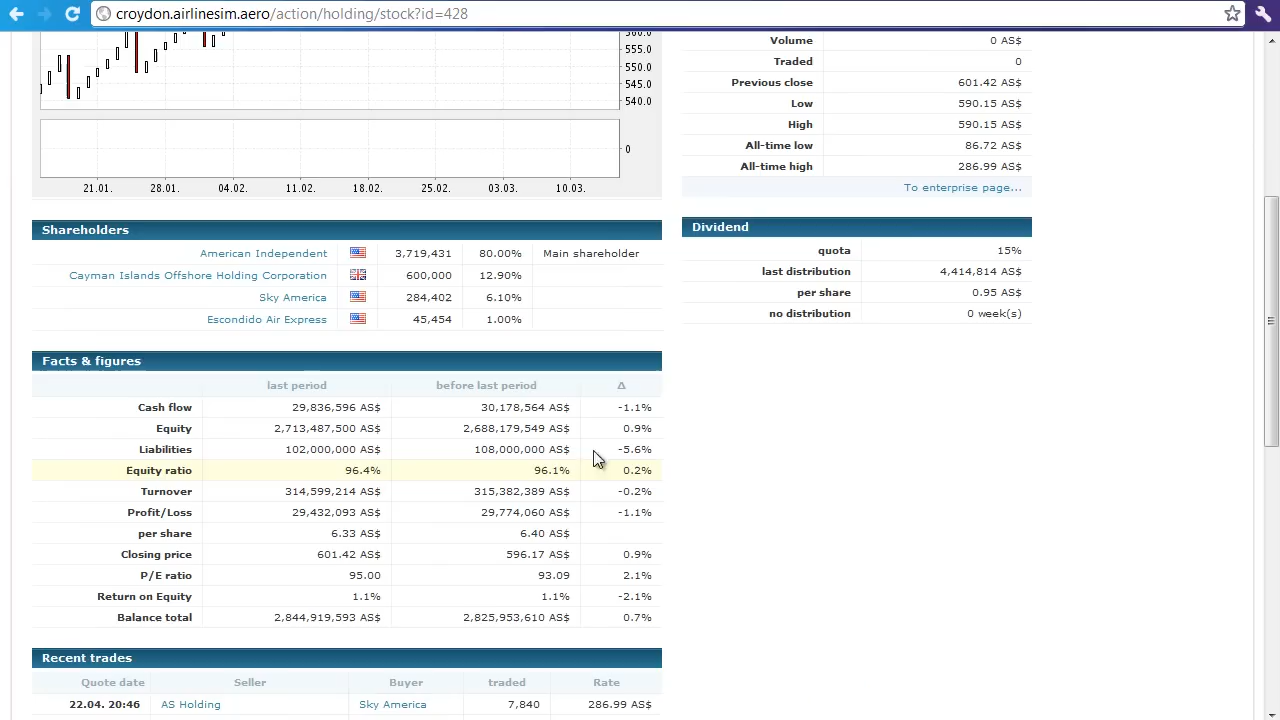 croydon.airlinesim.aero/action/holding/stock?id=428
560.0
555.0
550.0
545.0
540.0
0
21.01. 28.01. 04.02. 11.02. 18.02. 25.02. 03.03. 10.03.
Volume 0 AS$
Traded 0
Previous close 601.42 AS$
Low 590.15 AS$
High 590.15 AS$
All-time low 86.72 AS$
All-time high 286.99 AS$
To enterprise page...
Shareholders
American Independent 3,719,431 80.00% Main shareholder
Cayman Islands Offshore Holding Corporation 600,000 12.90%
Sky America 284,402 6.10%
Escondido Air Express 45,454 1.00%
Dividend
quota 15%
last distribution 4,414,814 AS$
per share 0.95 AS$
no distribution 0 week(s)
Facts & figures
last period before last period Δ
Cash flow 29,836,596 AS$ 30,178,564 AS$ -1.1%
Equity 2,713,487,500 AS$ 2,688,179,549 AS$ 0.9%
Liabilities 102,000,000 AS$ 108,000,000 AS$ -5.6%
Equity ratio 96.4% 96.1% 0.2%
Turnover 314,599,214 AS$ 315,382,389 AS$ -0.2%
Profit/Loss 29,432,093 AS$ 29,774,060 AS$ -1.1%
per share 6.33 AS$ 6.40 AS$
Closing price 601.42 AS$ 596.17 AS$ 0.9%
P/E ratio 95.00 93.09 2.1%
Return on Equity 1.1% 1.1% -2.1%
Balance total 2,844,919,593 AS$ 2,825,953,610 AS$ 0.7%
Recent trades
Quote date Seller Buyer traded Rate
22.04. 20:46 AS Holding Sky America 7,840 286.99 AS$